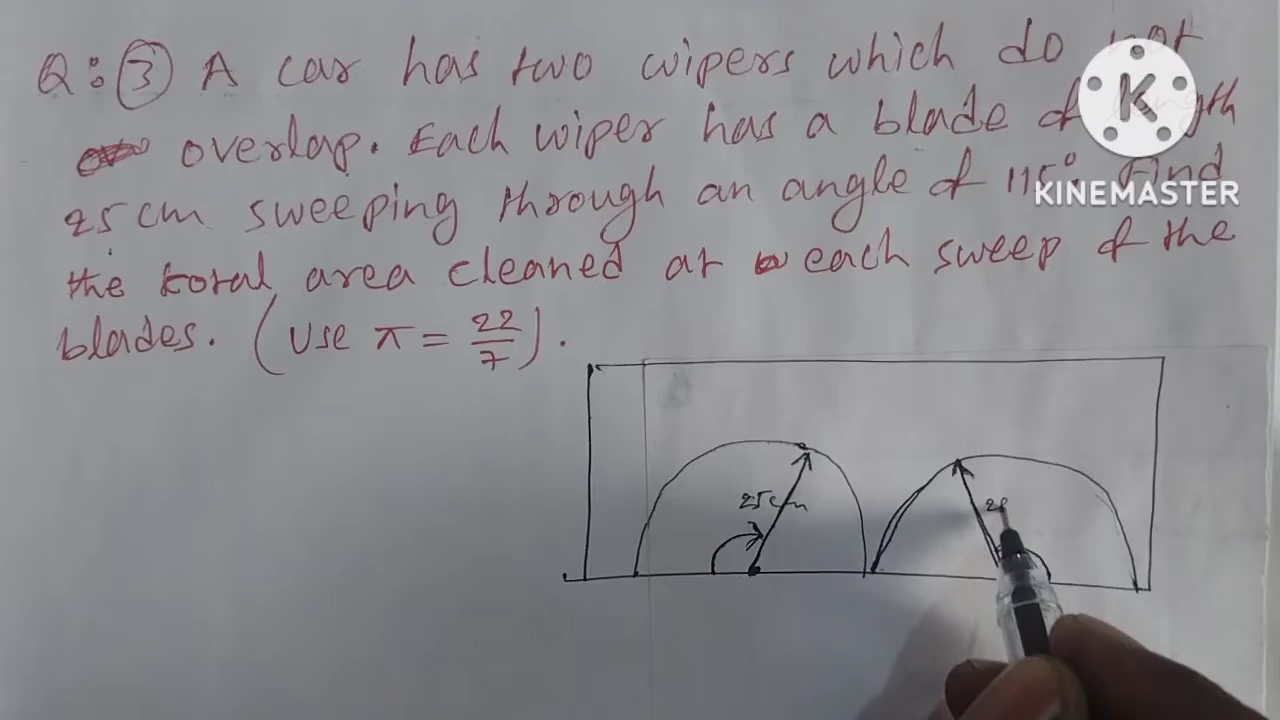 Q: 3 A car has two wipers which do not
overlap. Each wiper has a blade of length
25 cm sweeping through an angle of 115° Find
the total area cleaned at each sweep of the
blades. (Use π = 22/7).
25cm
K
KINEMASTER